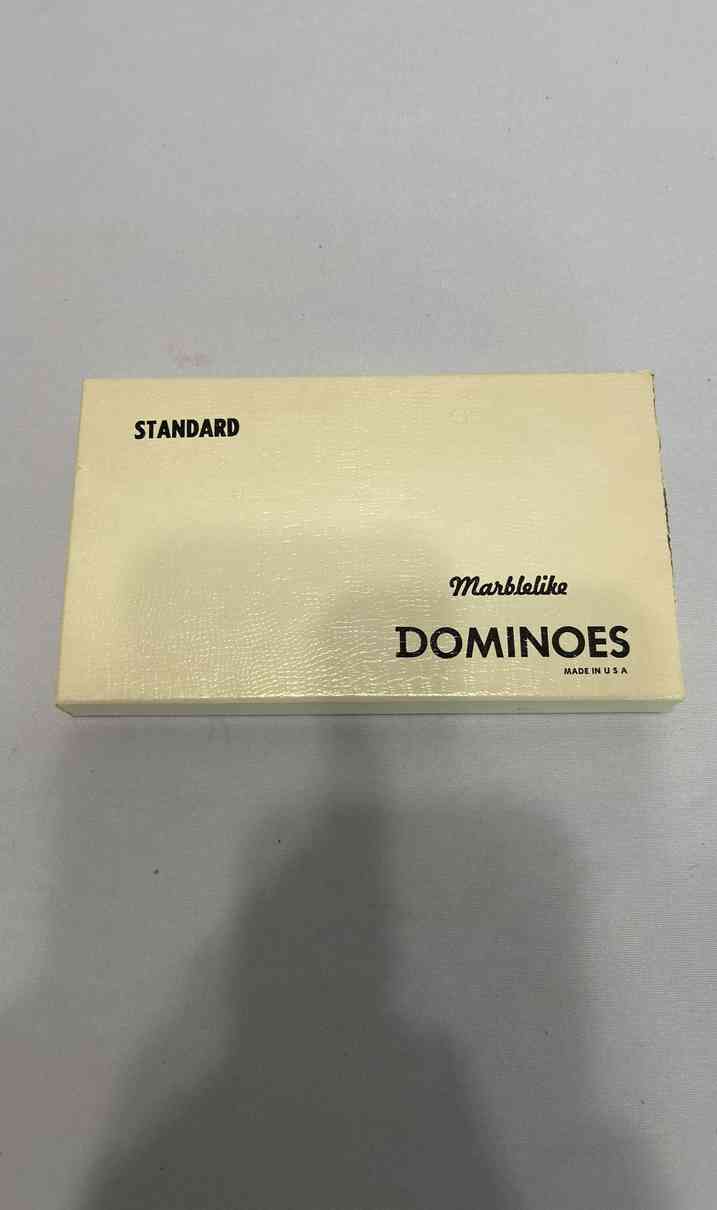 STANDARD
Marblelike
DOMINOES
MADE IN U S A